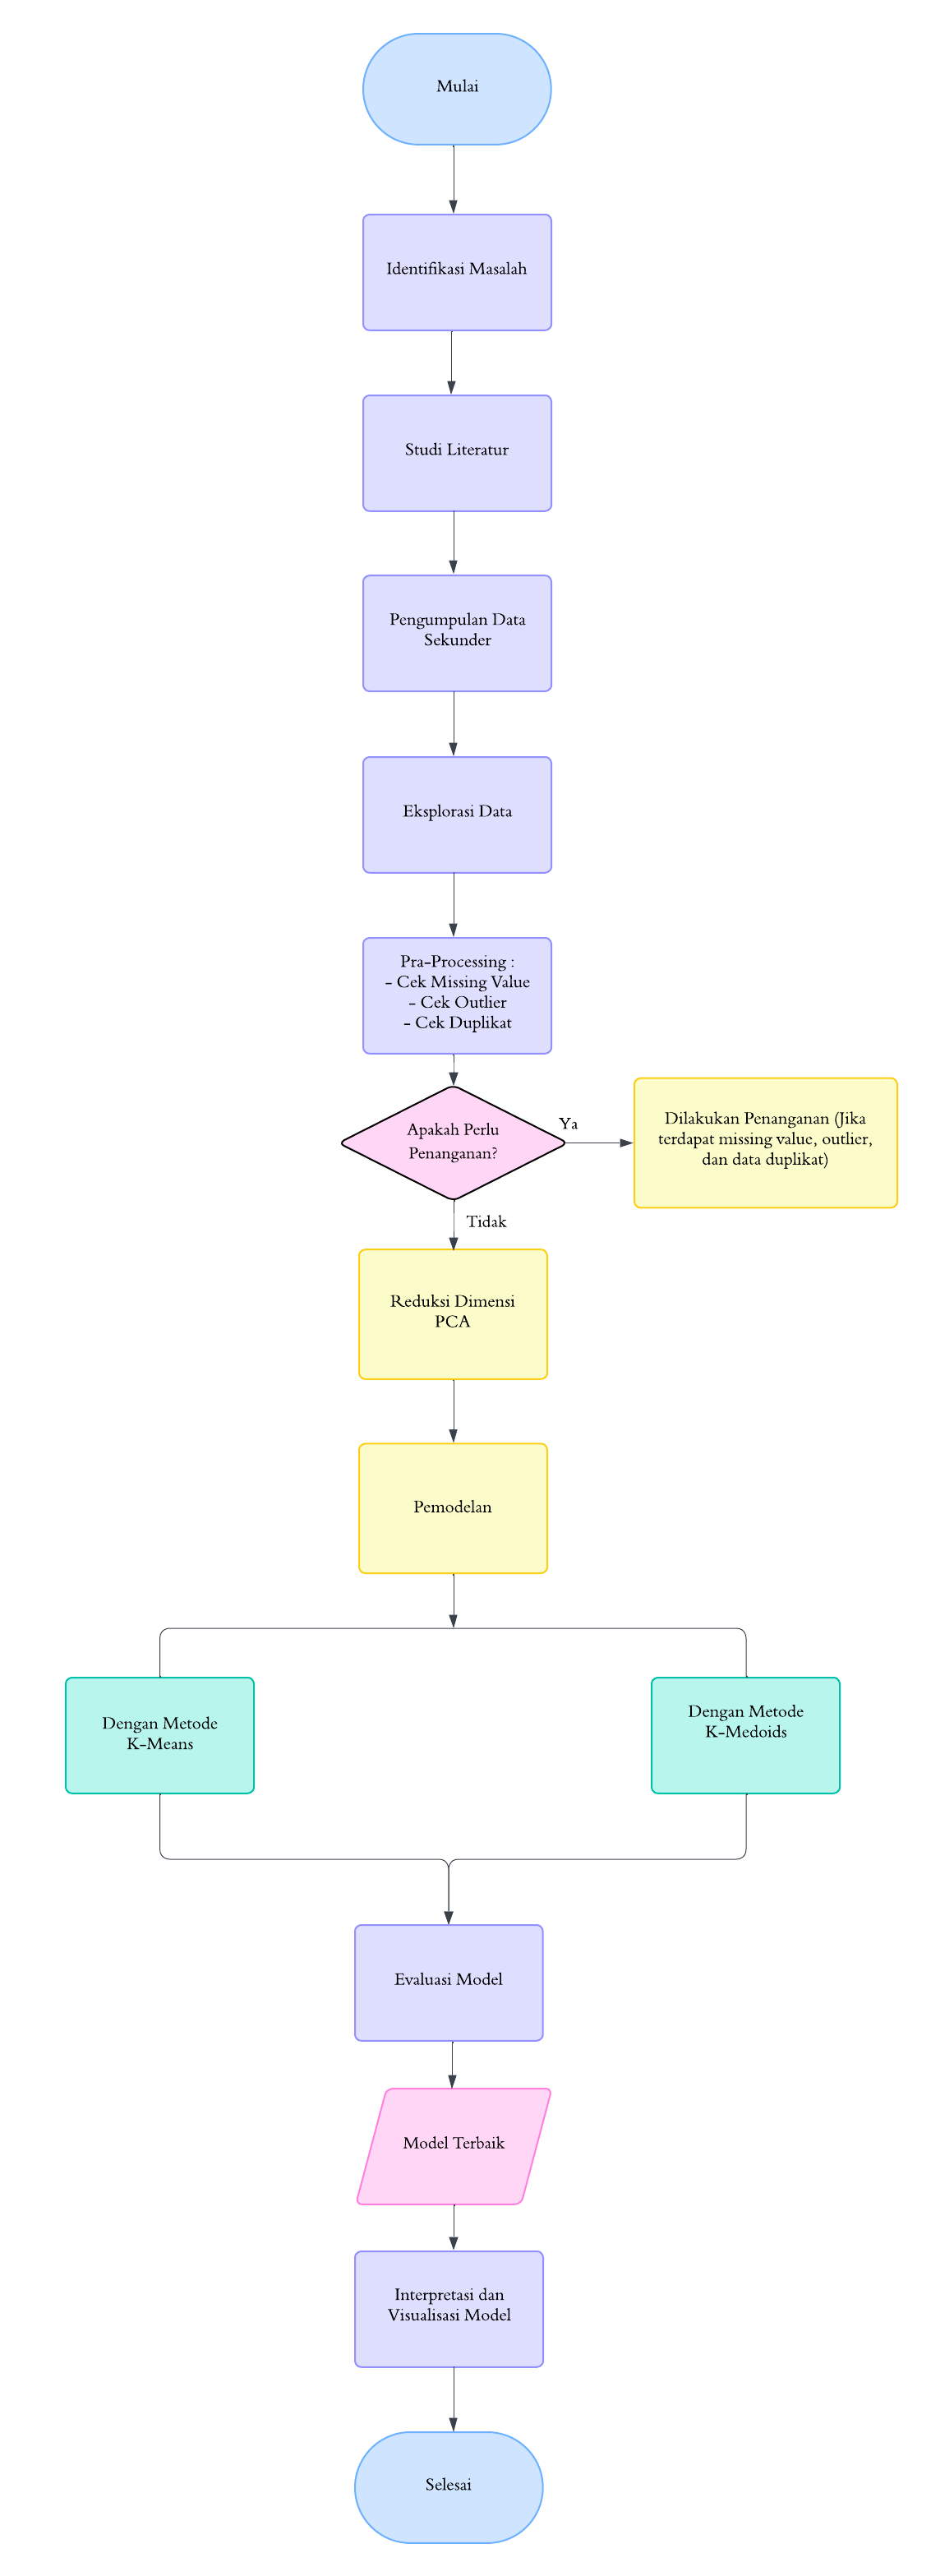 Mulai
Identifikasi Masalah
Studi Literatur
Pengumpulan Data
Sekunder
Eksplorasi Data
Pra-Processing :
- Cek Missing Value
- Cek Outlier
- Cek Duplikat
Apakah Perlu
Penanganan?
Ya
Dilakukan Penanganan (Jika
terdapat missing value, outlier,
dan data duplikat)
Tidak
Reduksi Dimensi
PCA
Pemodelan
Dengan Metode
K-Means
Dengan Metode
K-Medoids
Evaluasi Model
Model Terbaik
Interpretasi dan
Visualisasi Model
Selesai